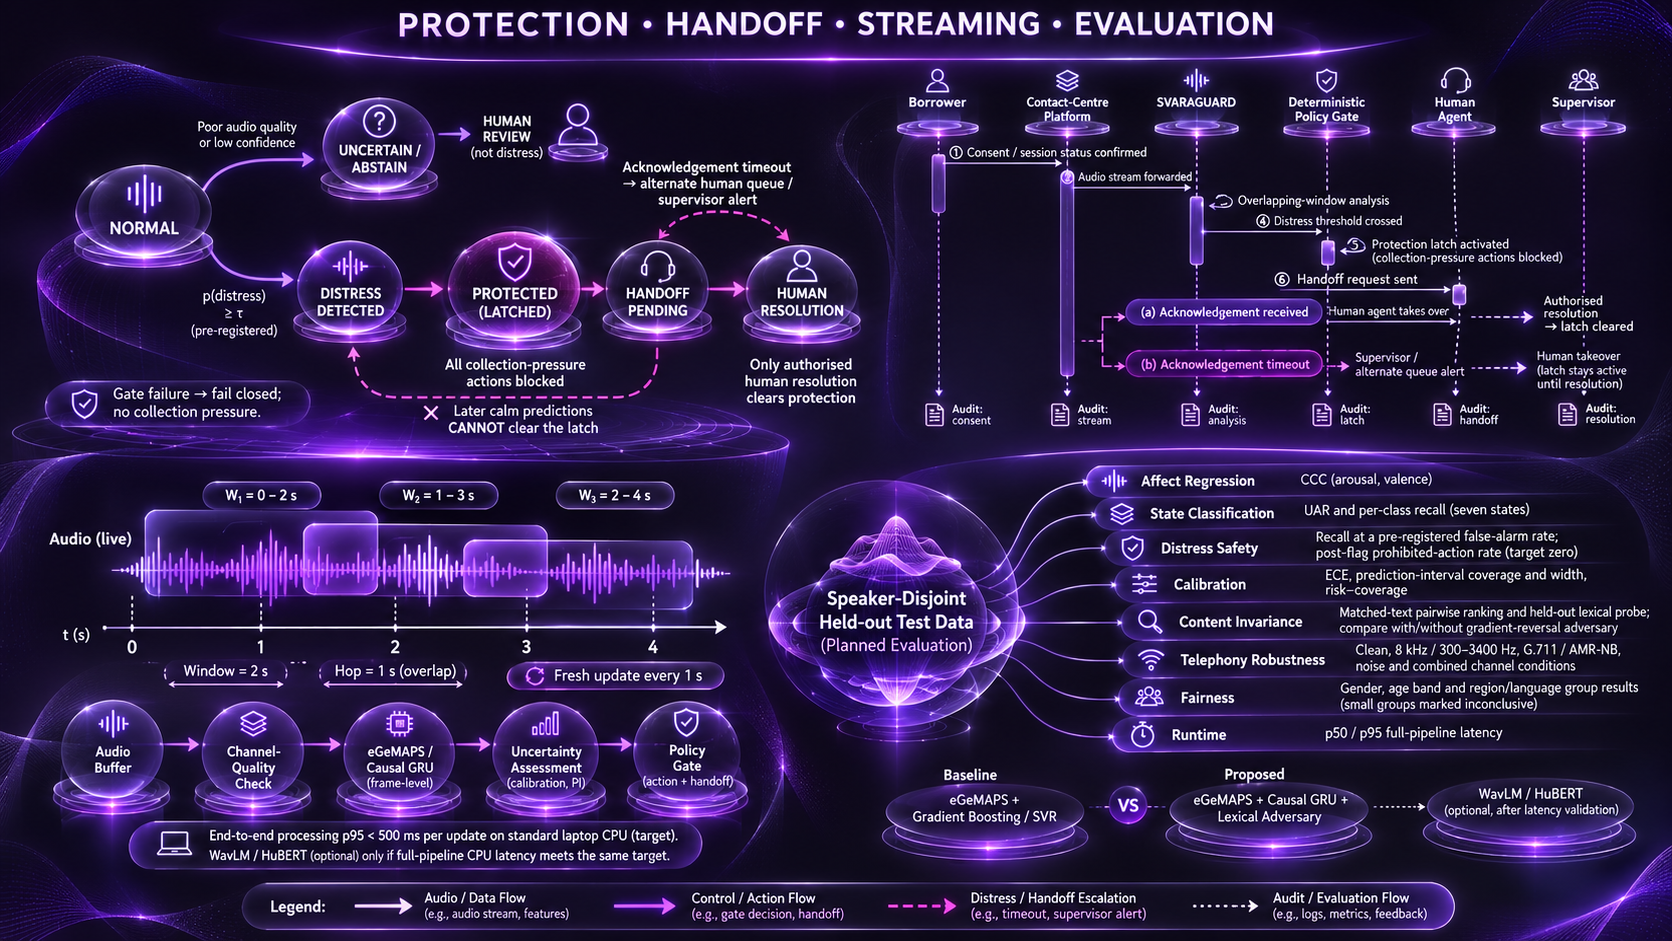 PROTECTION • HANDOFF • STREAMING • EVALUATION
Poor audio quality
or low confidence
?
UNCERTAIN /
ABSTAIN
HUMAN
REVIEW
(not distress)
NORMAL
Acknowledgement timeout
→ alternate human queue /
supervisor alert
p(distress)
≥ τ
(pre-registered)
DISTRESS
DETECTED
PROTECTED
(LATCHED)
HANDOFF
PENDING
HUMAN
RESOLUTION
All collection-pressure
actions blocked
Only authorised
human resolution
clears protection
Gate failure → fail closed;
no collection pressure.
Later calm predictions
CANNOT clear the latch
Borrower
Contact-Centre
Platform
SVARAGUARD
Deterministic
Policy Gate
Human
Agent
Supervisor
① Consent / session status confirmed
② Audio stream forwarded
Overlapping-window analysis
④ Distress threshold crossed
5 Protection latch activated
(collection-pressure actions blocked)
⑥ Handoff request sent
(a) Acknowledgement received
Human agent takes over
Authorised
resolution
→ latch cleared
(b) Acknowledgement timeout
Supervisor /
alternate queue alert
Human takeover
(latch stays active
until resolution)
Audit:
consent
Audit:
stream
Audit:
analysis
Audit:
latch
Audit:
handoff
Audit:
resolution
W₁ = 0 – 2 s
W₂ = 1 – 3 s
W₃ = 2 – 4 s
Audio (live)
t (s)
0
1
2
3
4
Window = 2 s
Hop = 1 s (overlap)
Fresh update every 1 s
Audio
Buffer
Channel-
Quality
Check
eGeMAPS /
Causal GRU
(frame-level)
Uncertainty
Assessment
(calibration, PI)
Policy
Gate
(action + handoff)
End-to-end processing p95 < 500 ms per update on standard laptop CPU (target).
WavLM / HuBERT (optional) only if full-pipeline CPU latency meets the same target.
Speaker-Disjoint
Held-out Test Data
(Planned Evaluation)
Affect Regression
CCC (arousal, valence)
State Classification
UAR and per-class recall (seven states)
Distress Safety
Recall at a pre-registered false-alarm rate;
post-flag prohibited-action rate (target zero)
Calibration
ECE, prediction-interval coverage and width,
risk–coverage
Content Invariance
Matched-text pairwise ranking and held-out lexical probe;
compare with/without gradient-reversal adversary
Telephony Robustness
Clean, 8 kHz / 300–3400 Hz, G.711 / AMR-NB,
noise and combined channel conditions
Fairness
Gender, age band and region/language group results
(small groups marked inconclusive)
Runtime
p50 / p95 full-pipeline latency
Baseline
eGeMAPS +
Gradient Boosting / SVR
VS
Proposed
eGeMAPS + Causal GRU +
Lexical Adversary
WavLM / HuBERT
(optional, after latency validation)
Legend:
Audio / Data Flow
(e.g., audio stream, features)
Control / Action Flow
(e.g., gate decision, handoff)
Distress / Handoff Escalation
(e.g., timeout, supervisor alert)
Audit / Evaluation Flow
(e.g., logs, metrics, feedback)